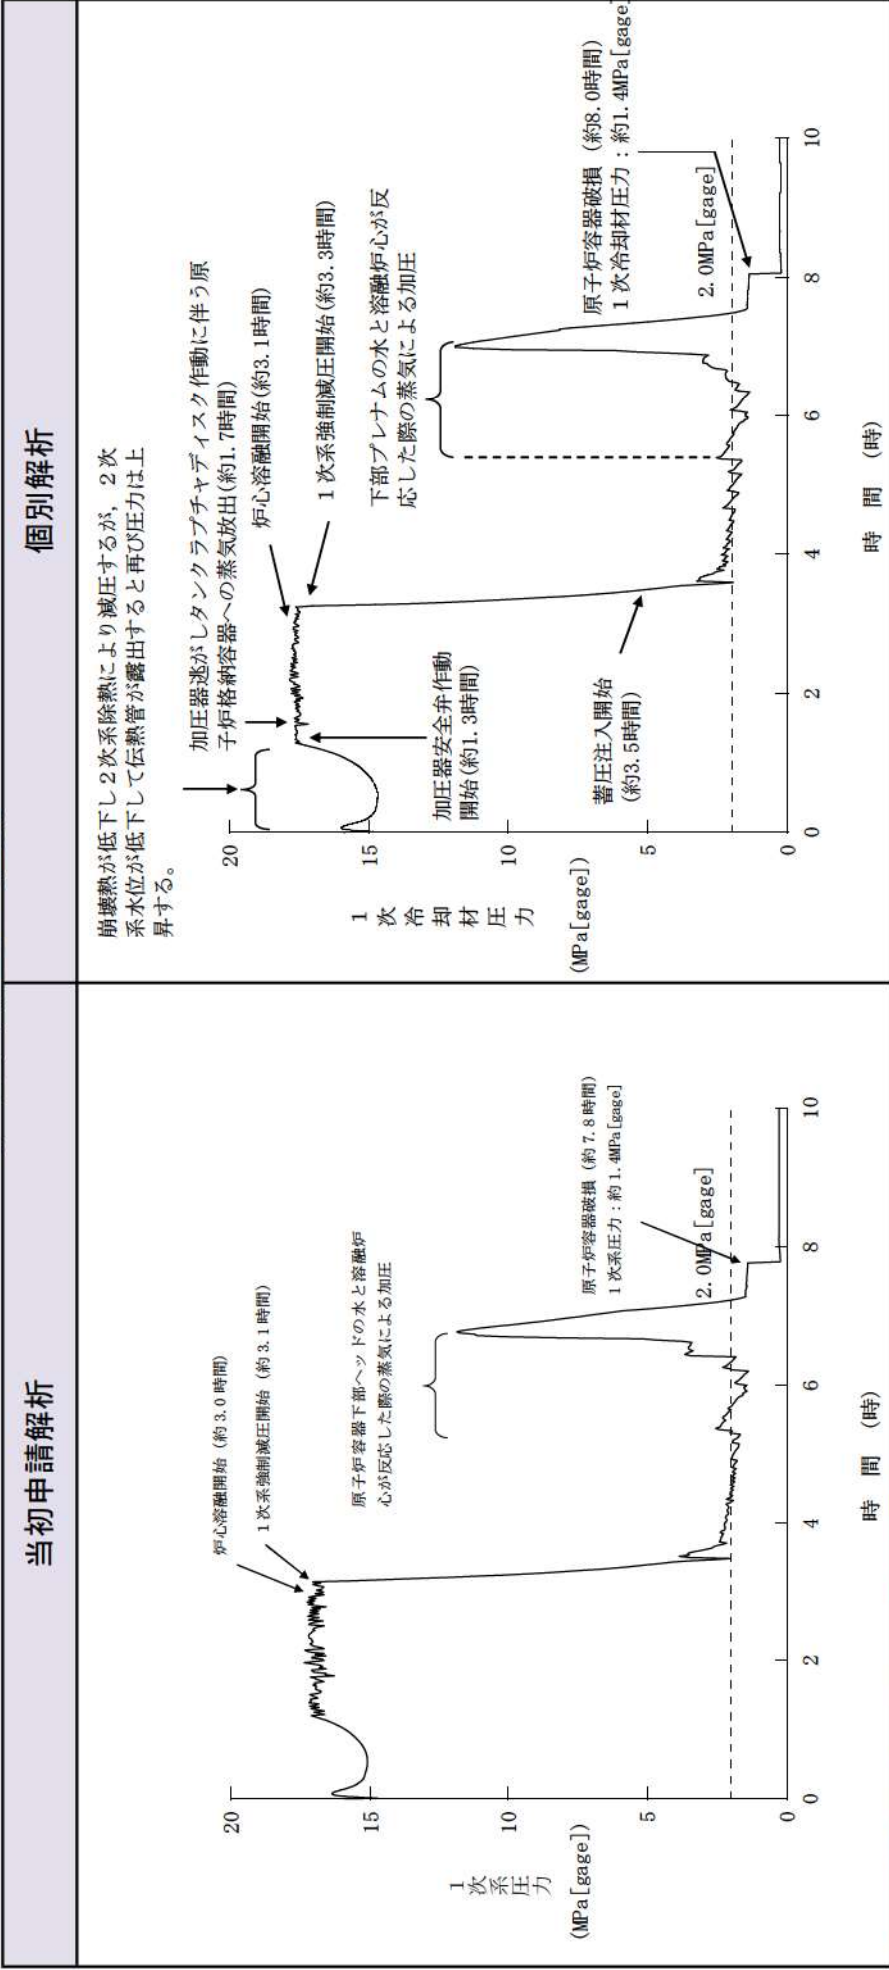 当初申請解析
炉心溶融開始（約 3.0 時間）
1次系強制減圧開始（約 3.1 時間）
原子炉容器下部ヘッドの水と溶融炉
心が反応した際の蒸気による加圧
原子炉容器破損（約 7.8 時間）
1次系圧力：約 1.4MPa[gage]
2.0MPa[gage]
20
15
10
5
0
1次系圧力
(MPa[gage])
0
2
4
6
8
10
時　間　(時)
個別解析
崩壊熱が低下し2次系除熱により減圧するが，2次
系水位が低下して伝熱管が露出すると再び圧力は上
昇する。
加圧器逃がしタンクラプチャディスク作動に伴う原
子炉格納容器への蒸気放出(約1.7時間)
炉心溶融開始(約3.1時間)
1次系強制減圧開始(約3.3時間)
下部プレナムの水と溶融炉心が反
応した際の蒸気による加圧
加圧器安全弁作動
開始(約1.3時間)
蓄圧注入開始
(約3.5時間)
原子炉容器破損（約8.0時間）
1次冷却材圧力：約1.4MPa[gage]
2.0MPa[gage]
20
15
10
5
0
1次冷却材圧力
(MPa[gage])
0
2
4
6
8
10
時　間　(時)